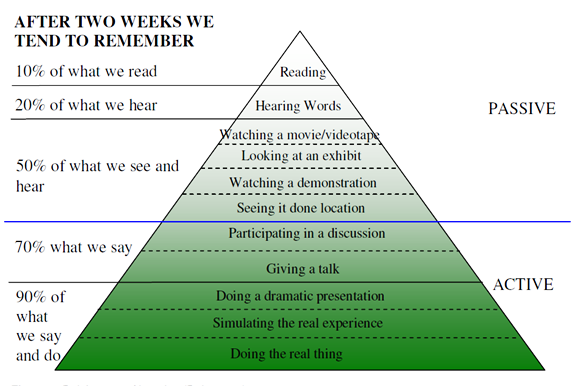 AFTER TWO WEEKS WE
TEND TO REMEMBER
10% of what we read
Reading
20% of what we hear
Hearing Words
PASSIVE
Watching a movie/videotape
50% of what we see and
hear
Looking at an exhibit
Watching a demonstration
Seeing it done location
70% what we say
Participating in a discussion
Giving a talk
ACTIVE
90% of
what
we say
and do
Doing a dramatic presentation
Simulating the real experience
Doing the real thing